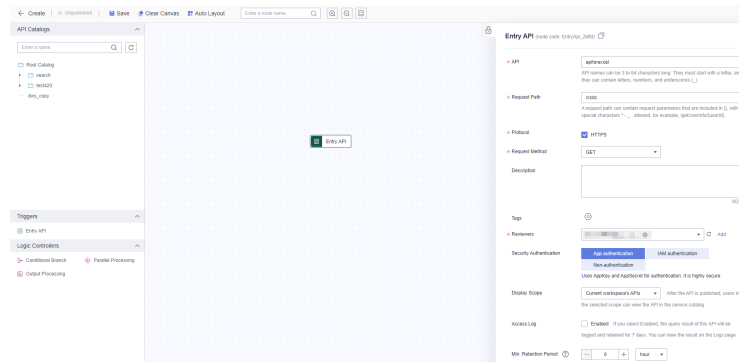 ← Create | Unpublished | Save Clear Canvas Auto Layout Enter a node name.
API Catalogs
Enter a name.
Root Catalog
search
dws_copy
Triggers
Entry API
Logic Controllers
Conditional Branch Parallel Processing
Output Processing
Entry API
Entry API (node code: )
* API
apiforexcel
API names can be 3 to 64 characters long. They must start with a letter, an
they can contain letters, numbers, and underscores (_).
* Request Path
A request path can contain request parameters that are included in {}, with
special characters allowed, for example, /getUserInfo/{userId}.
* Protocol
HTTPS
* Request Method
GET
Description
Tags
* Reviewers
Add
Security Authentication
App authentication IAM authentication
Non-authentication
Uses AppKey and AppSecret for authentication. It is highly secure.
Display Scope
Current workspace's APIs
After the API is published, users in
the selected scope can view the API in the service catalog.
Access Log
Enabled If you select Enabled, the query result of this API will be
logged and retained for 7 days. You can view the result on the Logs page.
Min. Retention Period
— 0 + hour